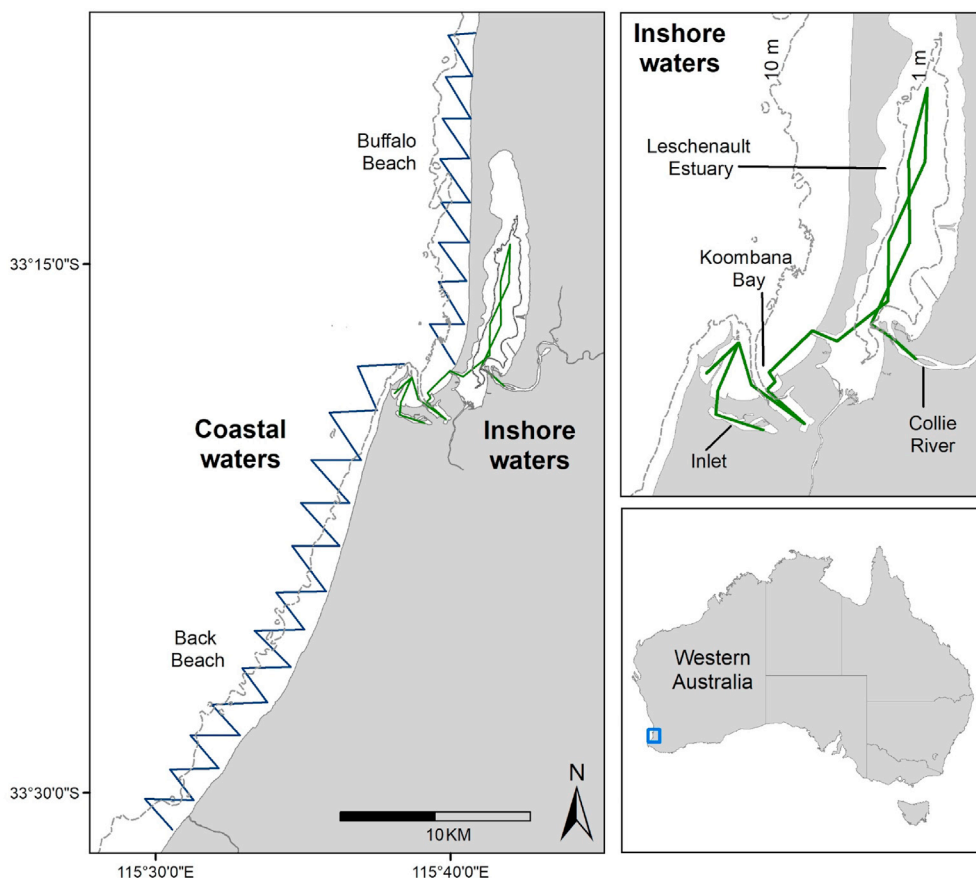 Buffalo
Beach
33°15'0"S
Coastal
waters
Inshore
waters
Back
Beach
33°30'0"S
N
10KM
115°30'0"E
115°40'0"E
Inshore
waters
10 m
1 m
Leschenault
Estuary
Koombana
Bay
Inlet
Collie
River
Western
Australia